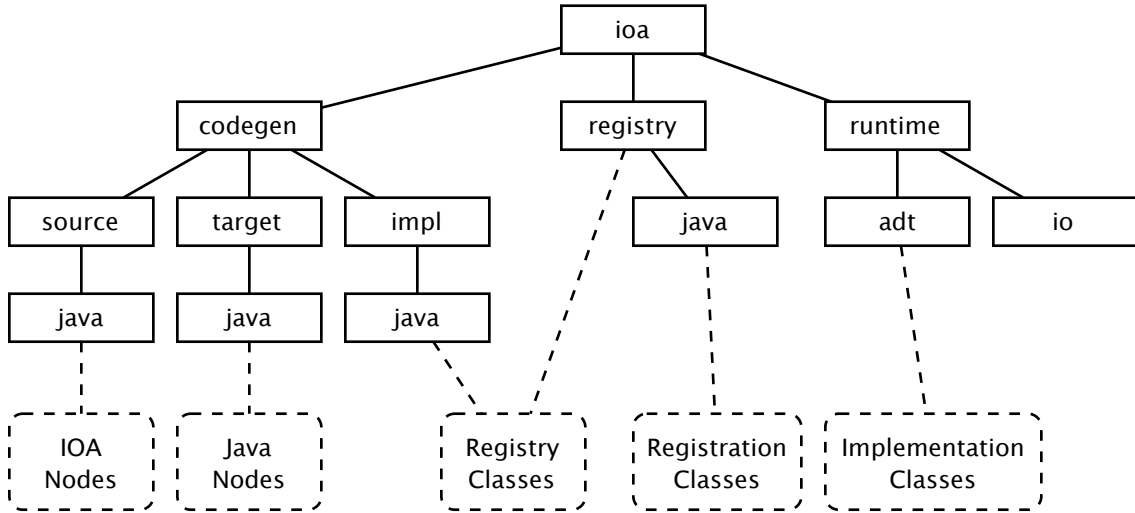 ioa
codegen
registry
runtime
source
target
impl
java
adt
io
java
java
java
IOA
Nodes
Java
Nodes
Registry
Classes
Registration
Classes
Implementation
Classes